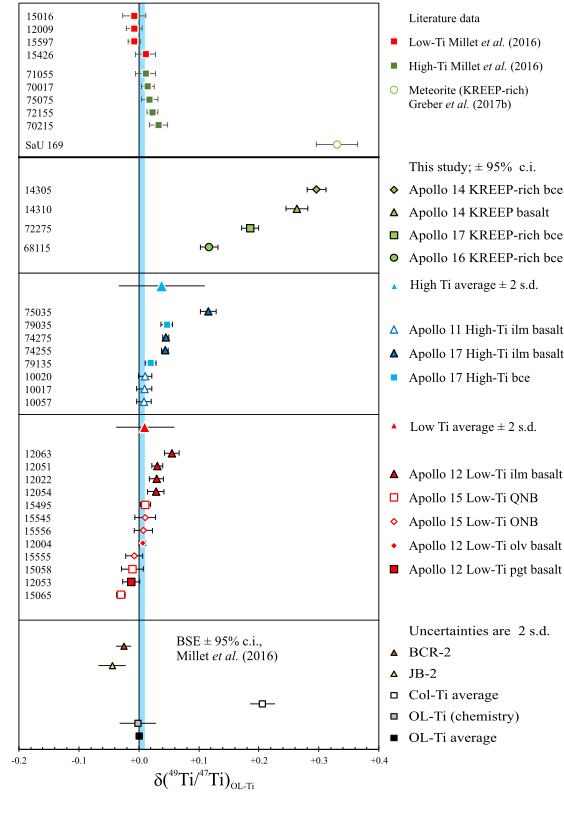 15016
12009
15597
15426
71055
70017
75075
72155
70215
SaU 169
14305
14310
72275
68115
75035
79035
74275
74255
79135
10020
10017
10057
12063
12051
12022
12054
15495
15545
15556
12004
15555
15058
12053
15065
BSE ± 95% c.i.,
Millet et al. (2016)
-0.2
-0.1
+0.0
+0.1
+0.2
+0.3
+0.4
δ(⁴⁹Ti/⁴⁷Ti)OL-Ti
Literature data
Low-Ti Millet et al. (2016)
High-Ti Millet et al. (2016)
Meteorite (KREEP-rich)
Greber et al. (2017b)
This study; ± 95% c.i.
Apollo 14 KREEP-rich bce
Apollo 14 KREEP basalt
Apollo 17 KREEP-rich bce
Apollo 16 KREEP-rich bce
High Ti average ± 2 s.d.
Apollo 11 High-Ti ilm basalt
Apollo 17 High-Ti ilm basalt
Apollo 17 High-Ti bce
Low Ti average ± 2 s.d.
Apollo 12 Low-Ti ilm basalt
Apollo 15 Low-Ti QNB
Apollo 15 Low-Ti ONB
Apollo 12 Low-Ti olv basalt
Apollo 12 Low-Ti pgt basalt
Uncertainties are 2 s.d.
BCR-2
JB-2
Col-Ti average
OL-Ti (chemistry)
OL-Ti average